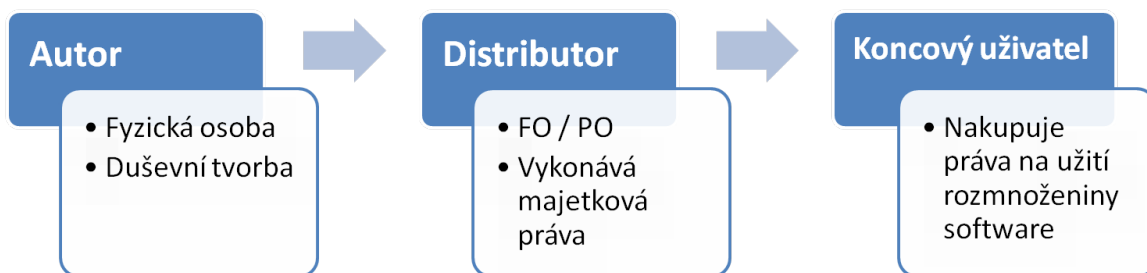 Autor
• Fyzická osoba
• Duševní tvorba
Distributor
• FO / PO
• Vykonává
majetková
práva
Koncový uživatel
• Nakupuje
práva na užití
rozmnoženiny
software